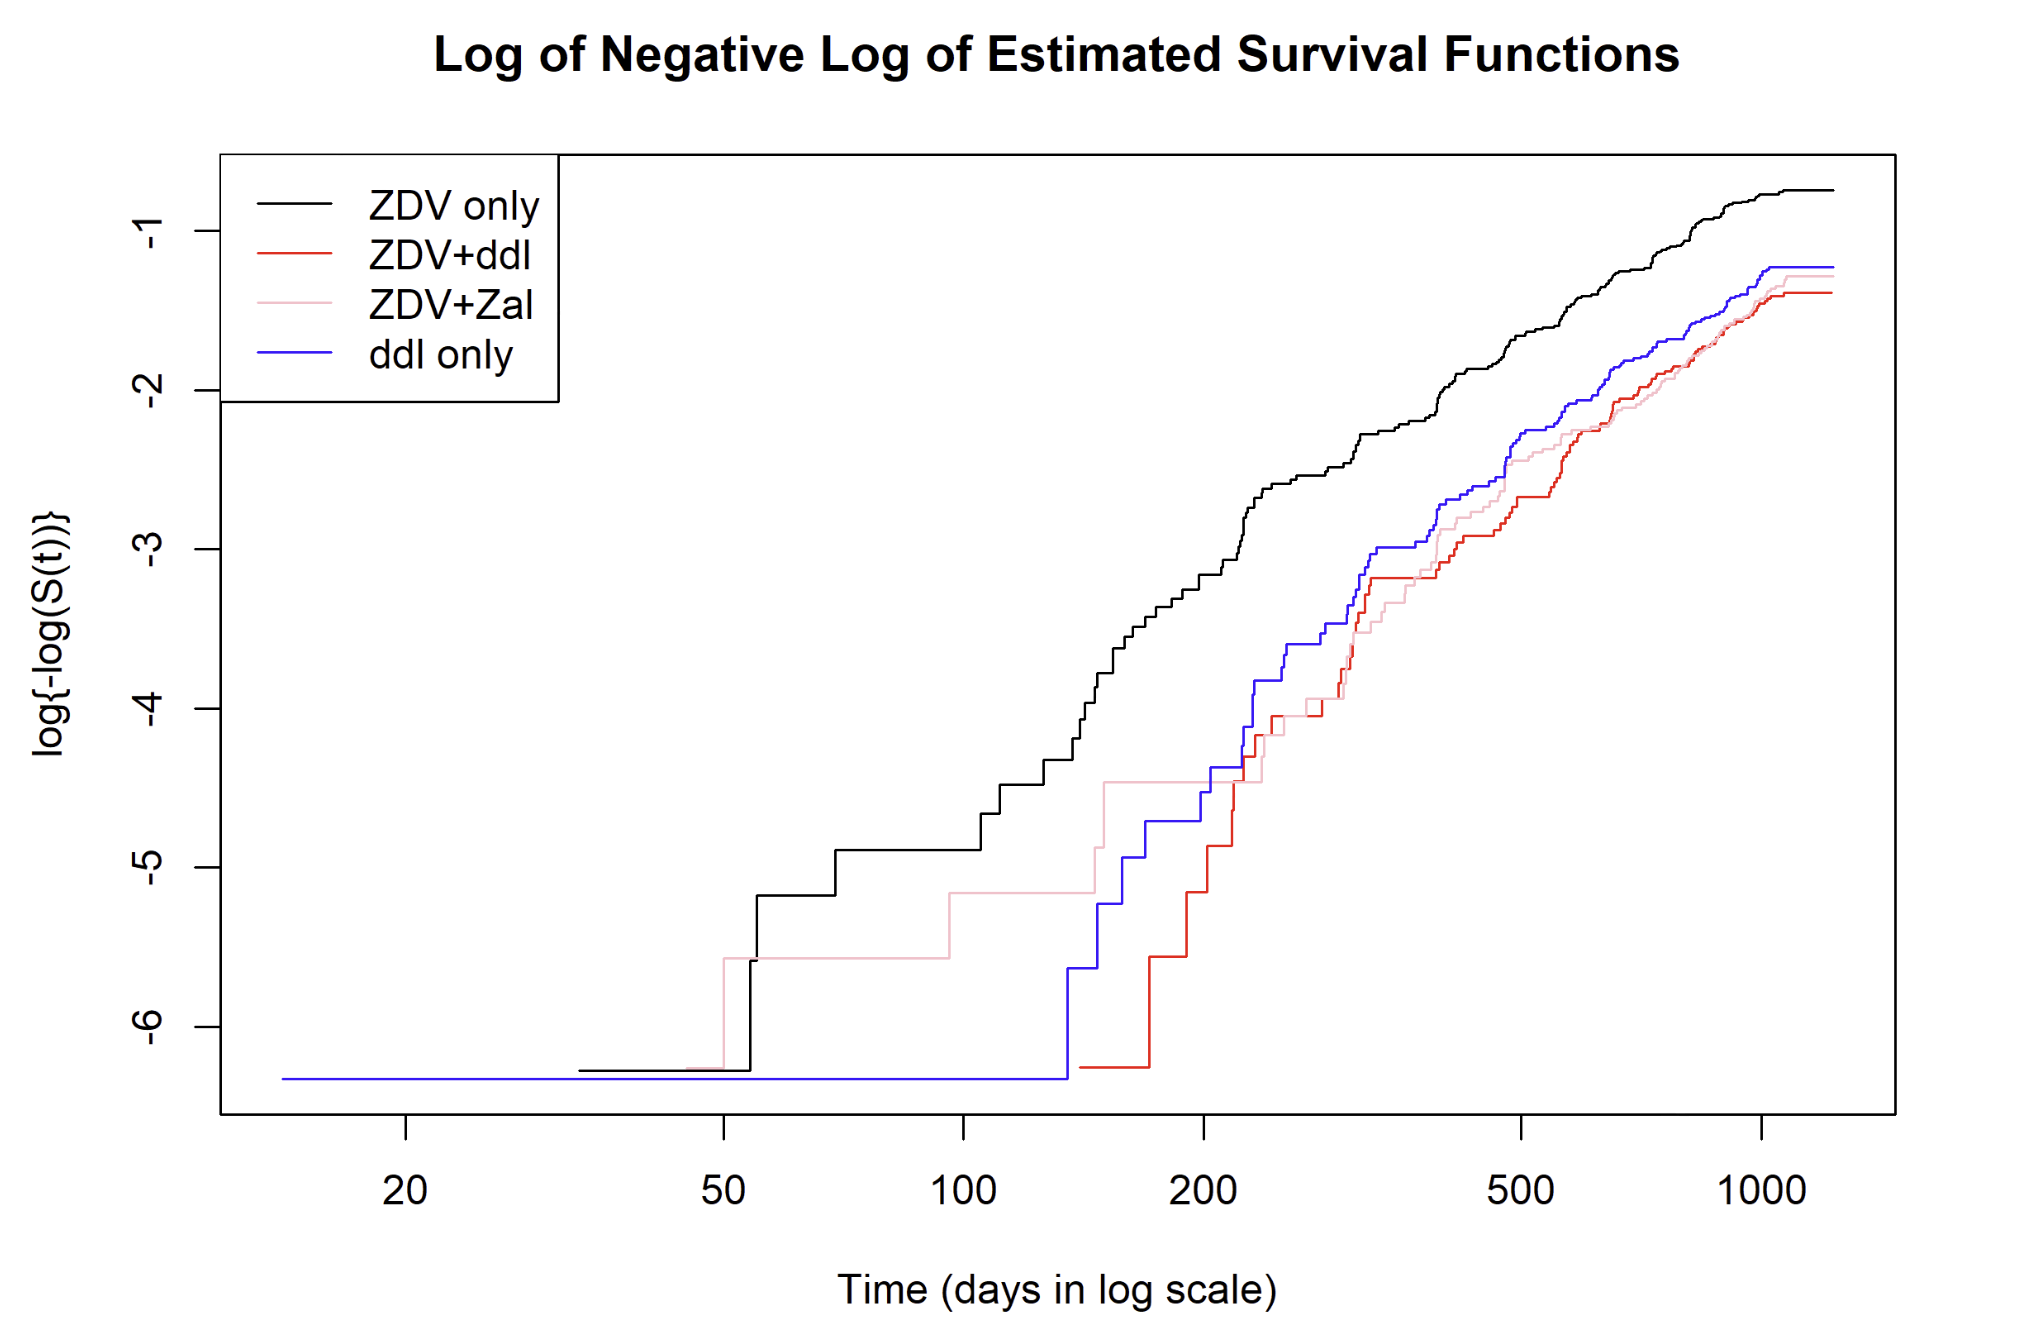 Log of Negative Log of Estimated Survival Functions
ZDV only
ZDV+ddI
ZDV+Zal
ddI only
log{-log(S(t))}
-1
-2
-3
-4
-5
-6
20 50 100 200 500 1000
Time (days in log scale)